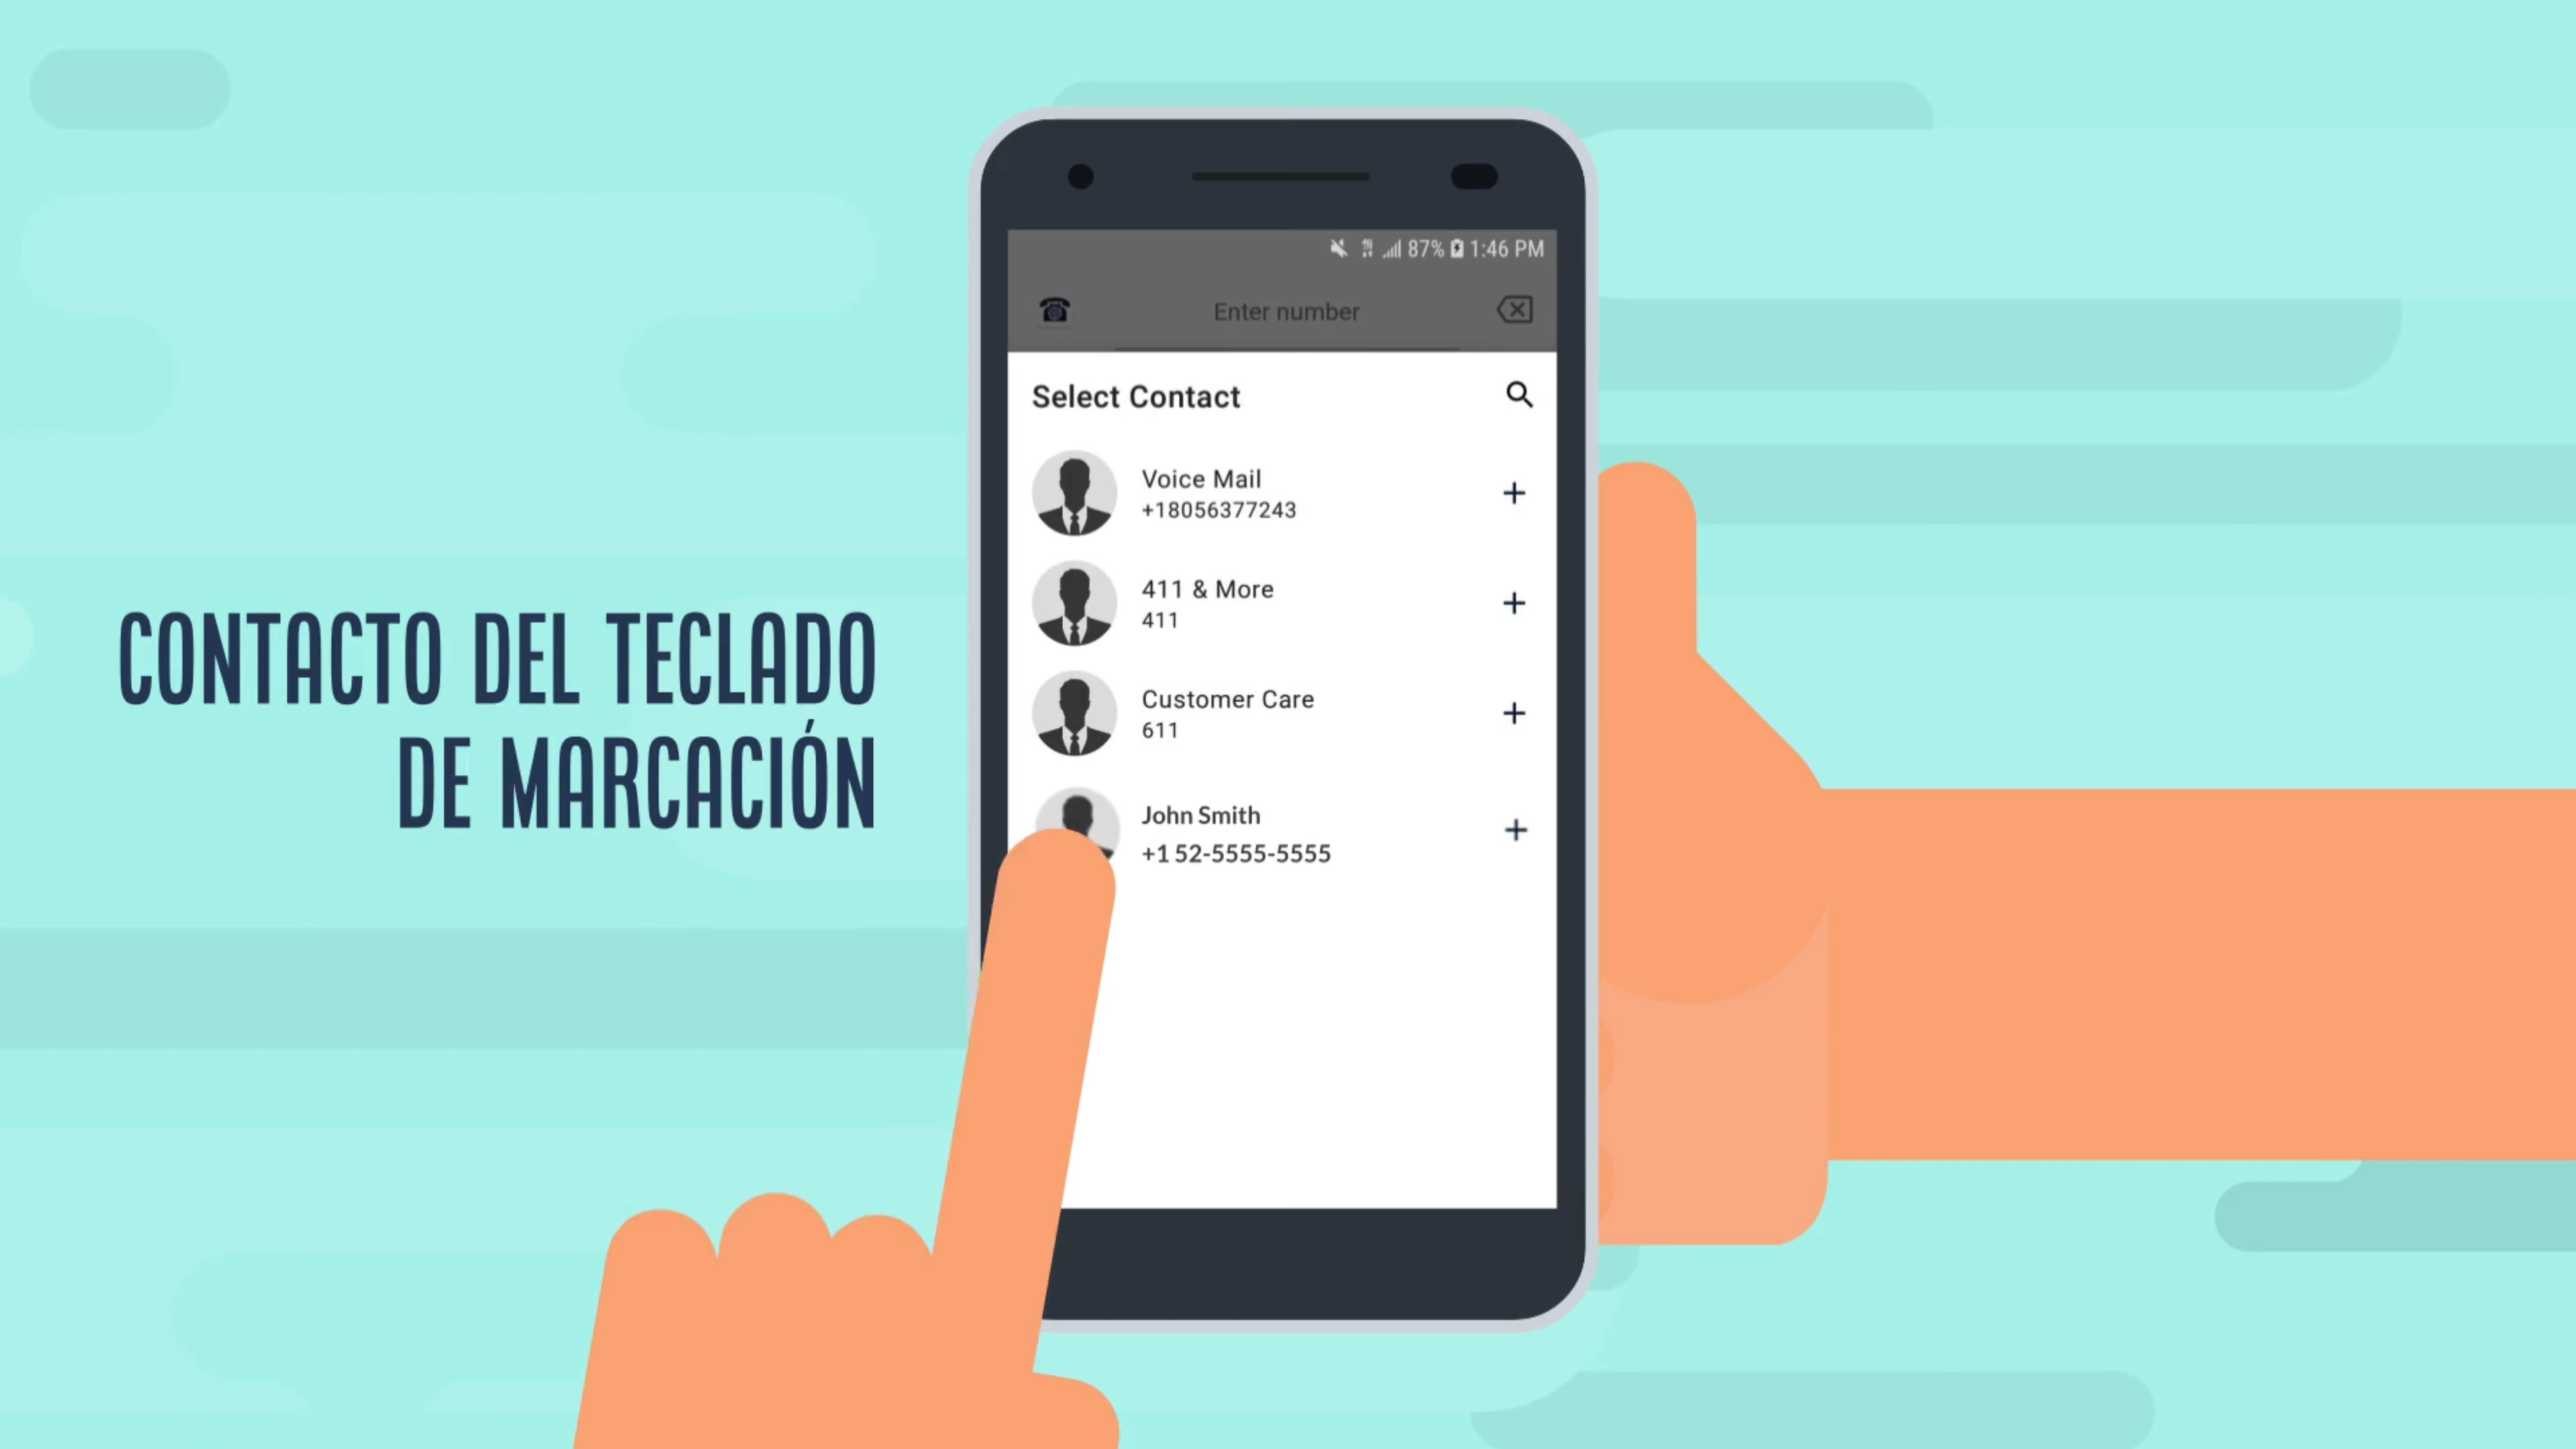 CONTACTO DEL TECLADO
DE MARCACIÓN
87% 1:46 PM
Enter number
Select Contact
Voice Mail
+18056377243
411 & More
411
Customer Care
611
John Smith
+1 52-5555-5555